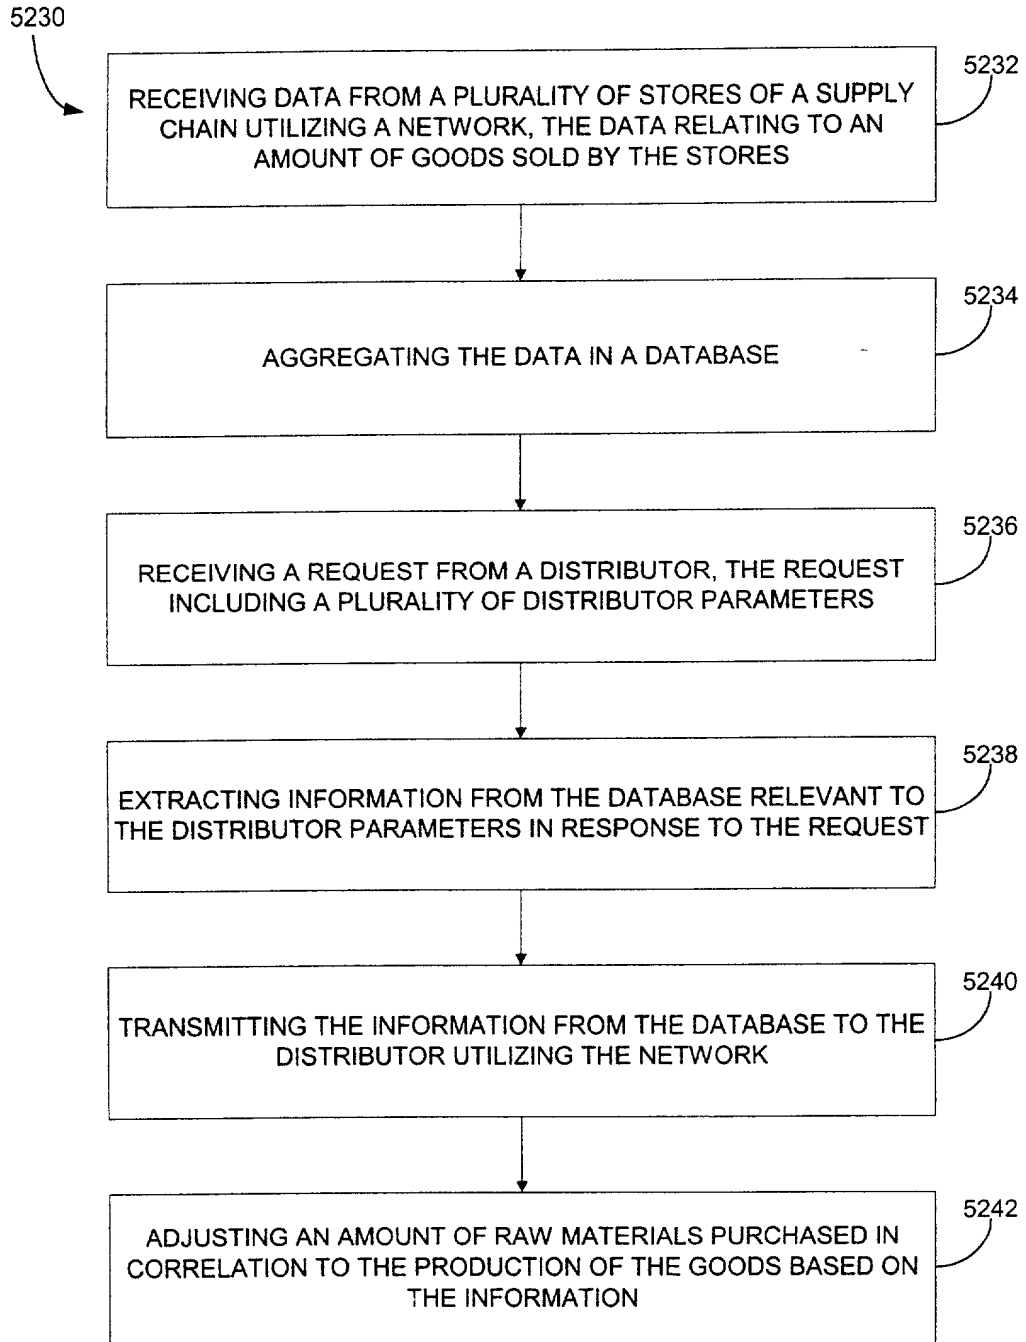 5230
5232
RECEIVING DATA FROM A PLURALITY OF STORES OF A SUPPLY
CHAIN UTILIZING A NETWORK, THE DATA RELATING TO AN
AMOUNT OF GOODS SOLD BY THE STORES
5234
AGGREGATING THE DATA IN A DATABASE
5236
RECEIVING A REQUEST FROM A DISTRIBUTOR, THE REQUEST
INCLUDING A PLURALITY OF DISTRIBUTOR PARAMETERS
5238
EXTRACTING INFORMATION FROM THE DATABASE RELEVANT TO
THE DISTRIBUTOR PARAMETERS IN RESPONSE TO THE REQUEST
5240
TRANSMITTING THE INFORMATION FROM THE DATABASE TO THE
DISTRIBUTOR UTILIZING THE NETWORK
5242
ADJUSTING AN AMOUNT OF RAW MATERIALS PURCHASED IN
CORRELATION TO THE PRODUCTION OF THE GOODS BASED ON
THE INFORMATION